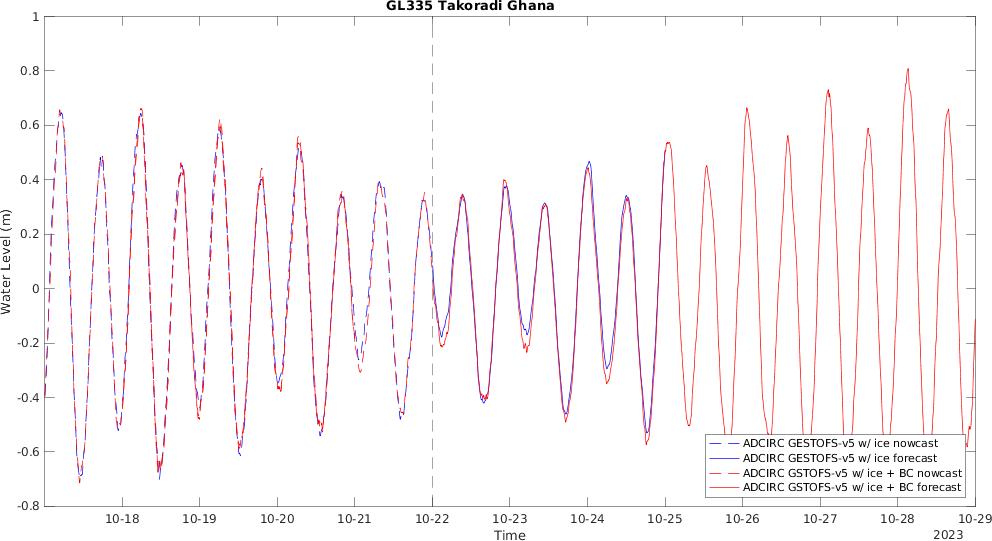 GL335 Takoradi Ghana
1
0.8
0.6
0.4
0.2
0
-0.2
-0.4
-0.6
-0.8
Water Level (m)
10-18 10-19 10-20 10-21 10-22 10-23 10-24 10-25 10-26 10-27 10-28 10-29
Time
2023
ADCIRC GESTOFS-v5 w/ ice nowcast
ADCIRC GESTOFS-v5 w/ ice forecast
ADCIRC GSTOFS-v5 w/ ice + BC nowcast
ADCIRC GSTOFS-v5 w/ ice + BC forecast